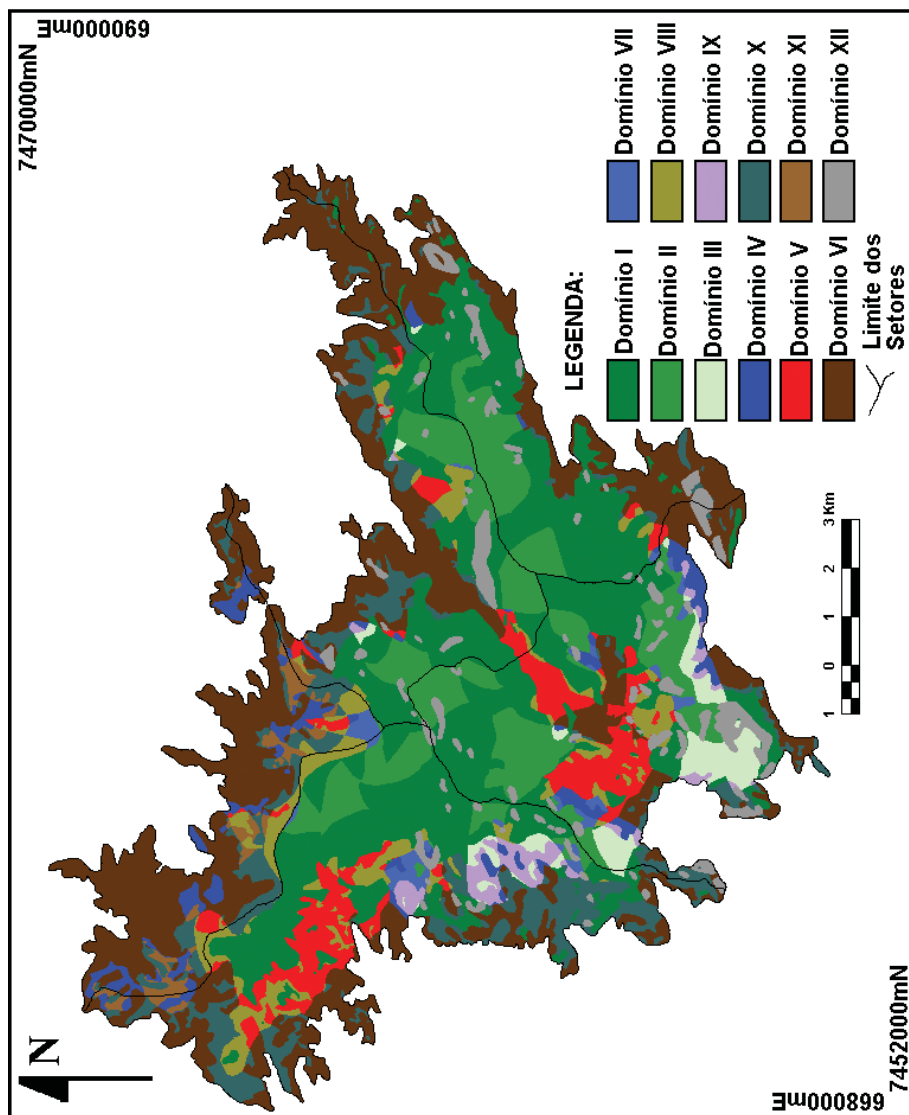 7470000mN
690000mE
N
LEGENDA:
Domínio I
Domínio II
Domínio III
Domínio IV
Domínio V
Domínio VI
Limite dos
Setores
Domínio VII
Domínio VIII
Domínio IX
Domínio X
Domínio XI
Domínio XII
1 0 1 2 3 Km
668000mE
7452000mN